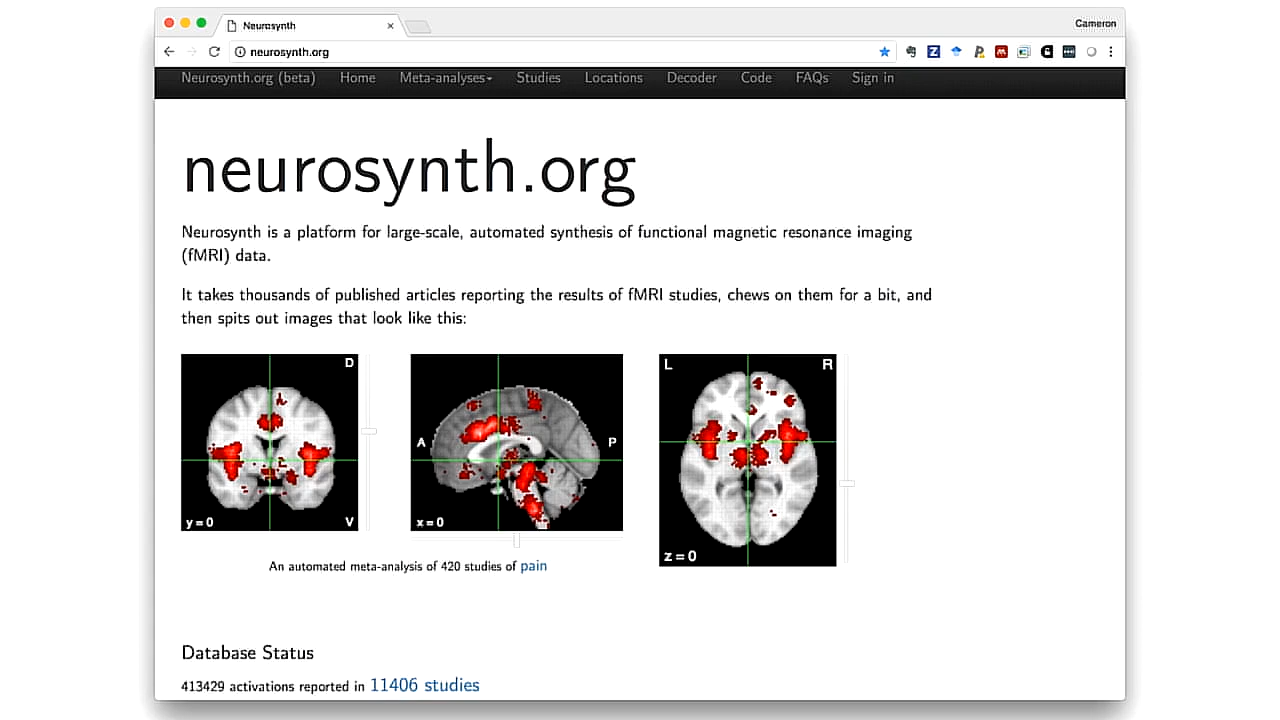 Neurosynth
Cameron
neurosynth.org
Neurosynth.org (beta) Home Meta-analyses Studies Locations Decoder Code FAQs Sign in
neurosynth.org
Neurosynth is a platform for large-scale, automated synthesis of functional magnetic resonance imaging
(fMRI) data.
It takes thousands of published articles reporting the results of fMRI studies, chews on them for a bit, and
then spits out images that look like this:
D
L R
A P
y=0 V
x=0
z=0
An automated meta-analysis of 420 studies of pain
Database Status
413429 activations reported in 11406 studies